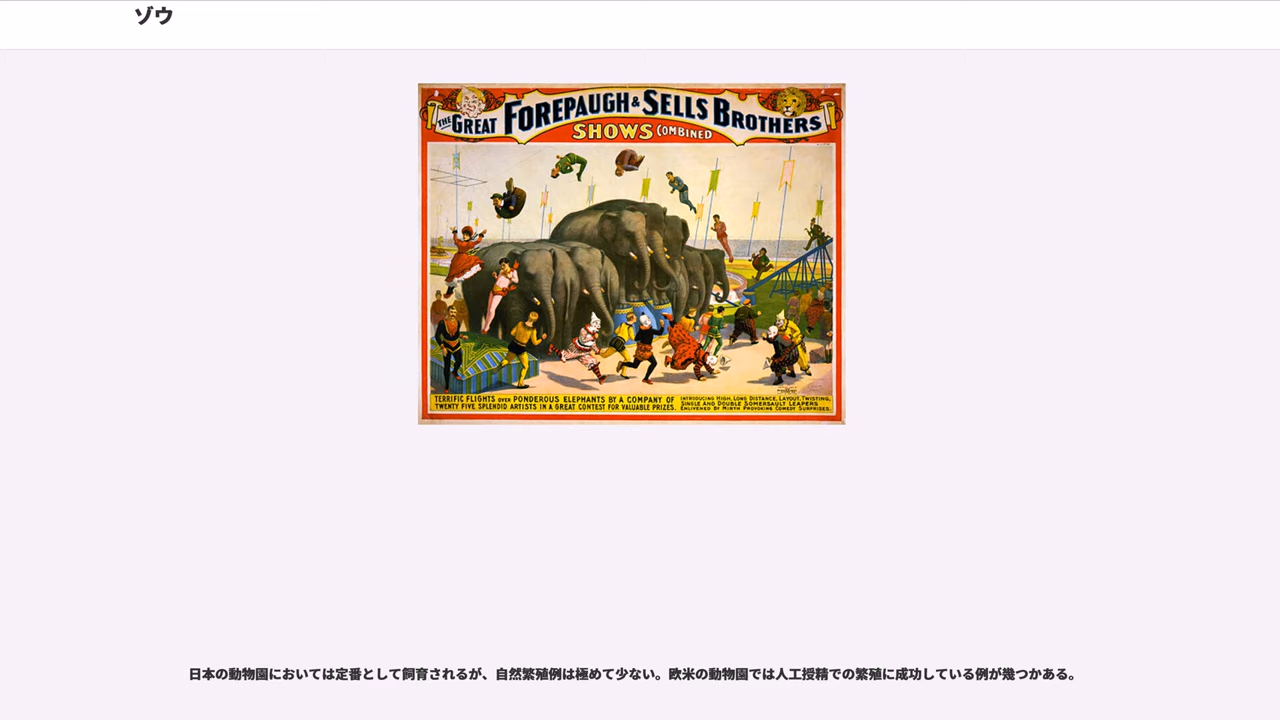 ゾウ
THE GREAT FOREPAUGH & SELLS BROTHERS
SHOWS COMBINED
TERRIFIC FLIGHTS OVER PONDEROUS ELEPHANTS BY A COMPANY OF
TWENTY FIVE SPLENDID ARTISTS IN A GREAT CONTEST FOR VALUABLE PRIZES.
INTRODUCING HIGH, LONG DISTANCE, LAYOUT, TWISTING,
SINGLE AND DOUBLE SOMERSAULT LEAPERS
ENLIVENED BY MIRTH PROVOKING COMEDY SURPRISES.
日本の動物園においては定番として飼育されるが、自然繁殖例は極めて少ない。欧米の動物園では人工授精での繁殖に成功している例が幾つかある。